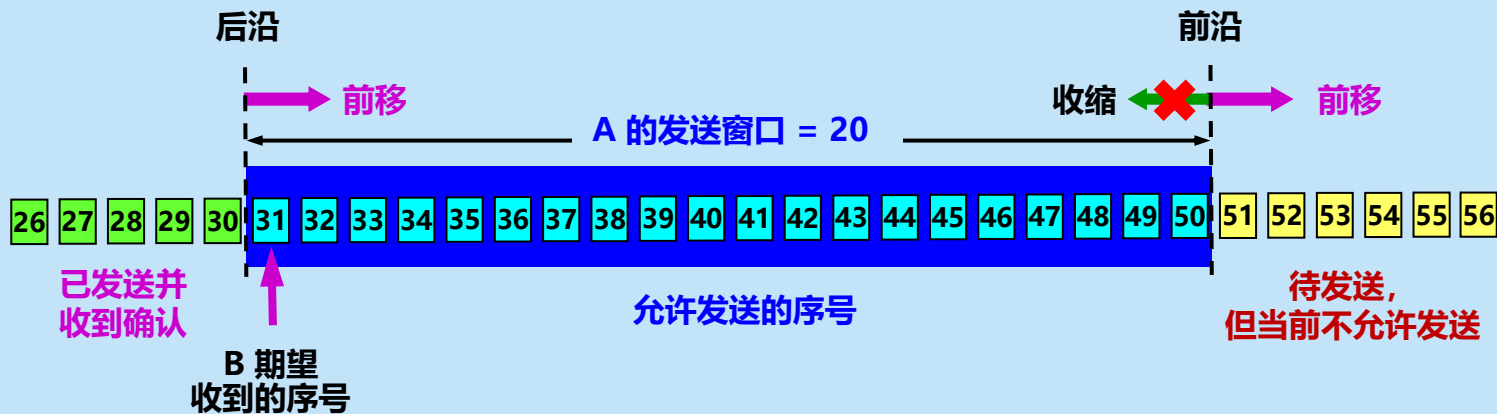 后沿
前沿
前移
收缩
前移
A 的发送窗口 = 20
26 27 28 29 30 31 32 33 34 35 36 37 38 39 40 41 42 43 44 45 46 47 48 49 50 51 52 53 54 55 56
已发送并
收到确认
允许发送的序号
待发送，
但当前不允许发送
B 期望
收到的序号